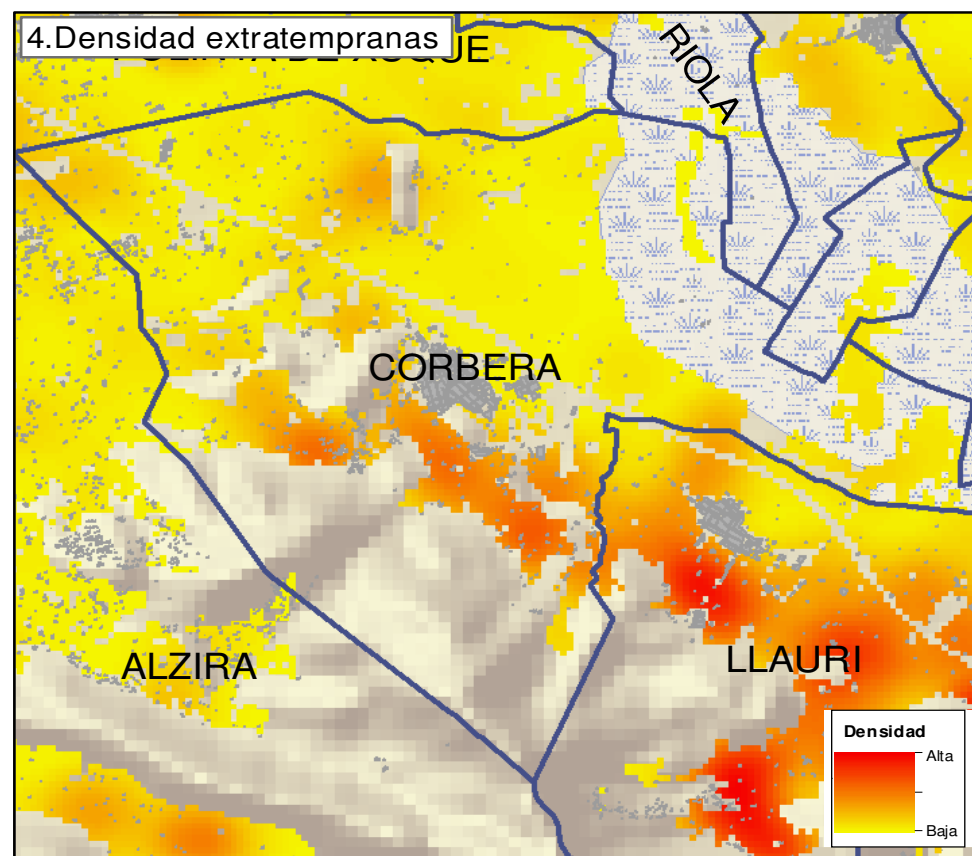 4.Densidad extratempranas
RIOLA
CORBERA
ALZIRA
LLAURI
Densidad
Alta
Baja